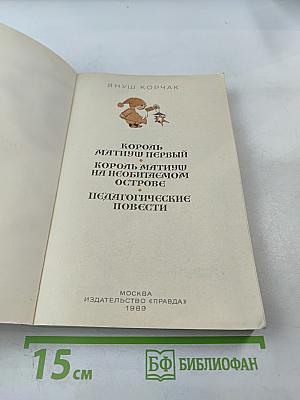 ЯНУШ КОРЧАК
КОРОЛЬ
МАТИУШ ПЕРВЫЙ
КОРОЛЬ МАТИУШ
НА НЕОБИТАЕМОМ
ОСТРОВЕ
ПЕДАГОГИЧЕСКИЕ
ПОВЕСТИ
МОСКВА
ИЗДАТЕЛЬСТВО «ПРАВДА»
1989
15 см
БФ БИБЛИОФАН